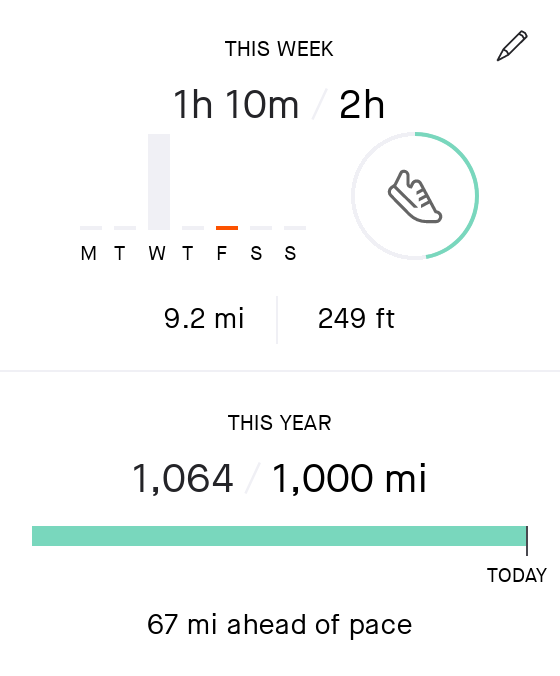 THIS WEEK
1h 10m / 2h
M T W T F S S
9.2 mi 249 ft
THIS YEAR
1,064 / 1,000 mi
TODAY
67 mi ahead of pace